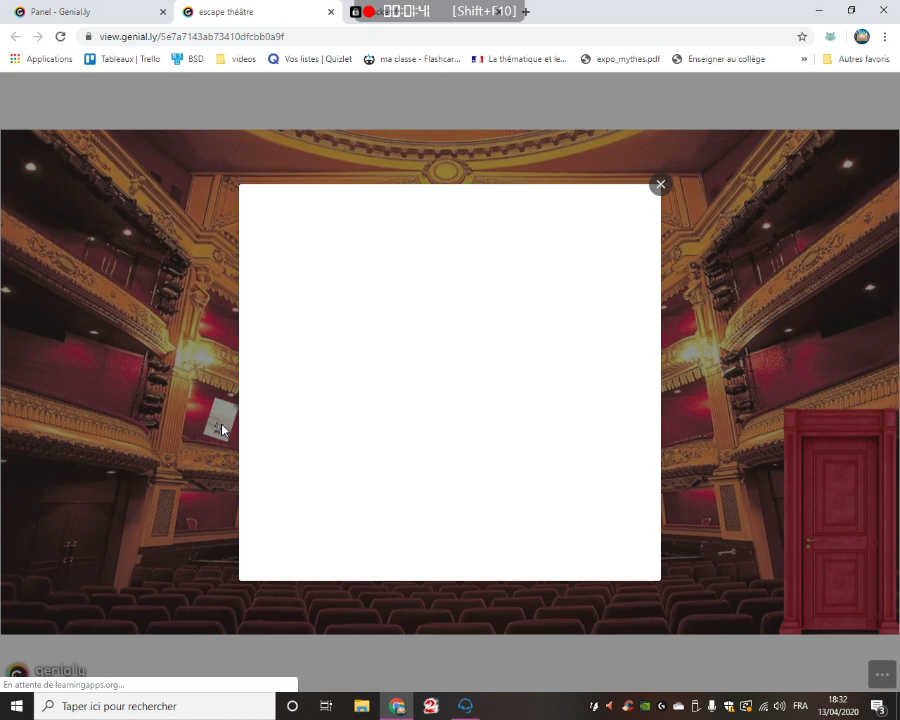 Panel - Genial.ly
escape théâtre
00:01:41 [Shift+F10]
view.genial.ly/5e7a7143ab73410dfcbb0a9f
Applications
Tableaux | Trello
BSD
videos
Vos listes | Quizlet
ma classe - Flashcar...
La thématique et le...
expo_mythes.pdf
Enseigner au collège
»
Autres favoris
genially
En attente de learningapps.org...
Taper ici pour rechercher
FRA
18:32
13/04/2020
3